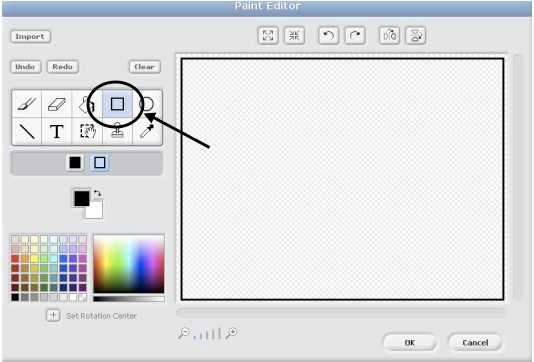 Paint Editor
Import
Undo Redo Clear
T
Set Rotation Center
OK Cancel